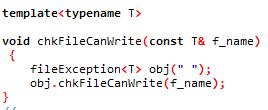 template<typename T>
void chkFileCanWrite(const T& f_name)
{
fileException<T> obj(" ");
obj.chkFileCanWrite(f_name);
}